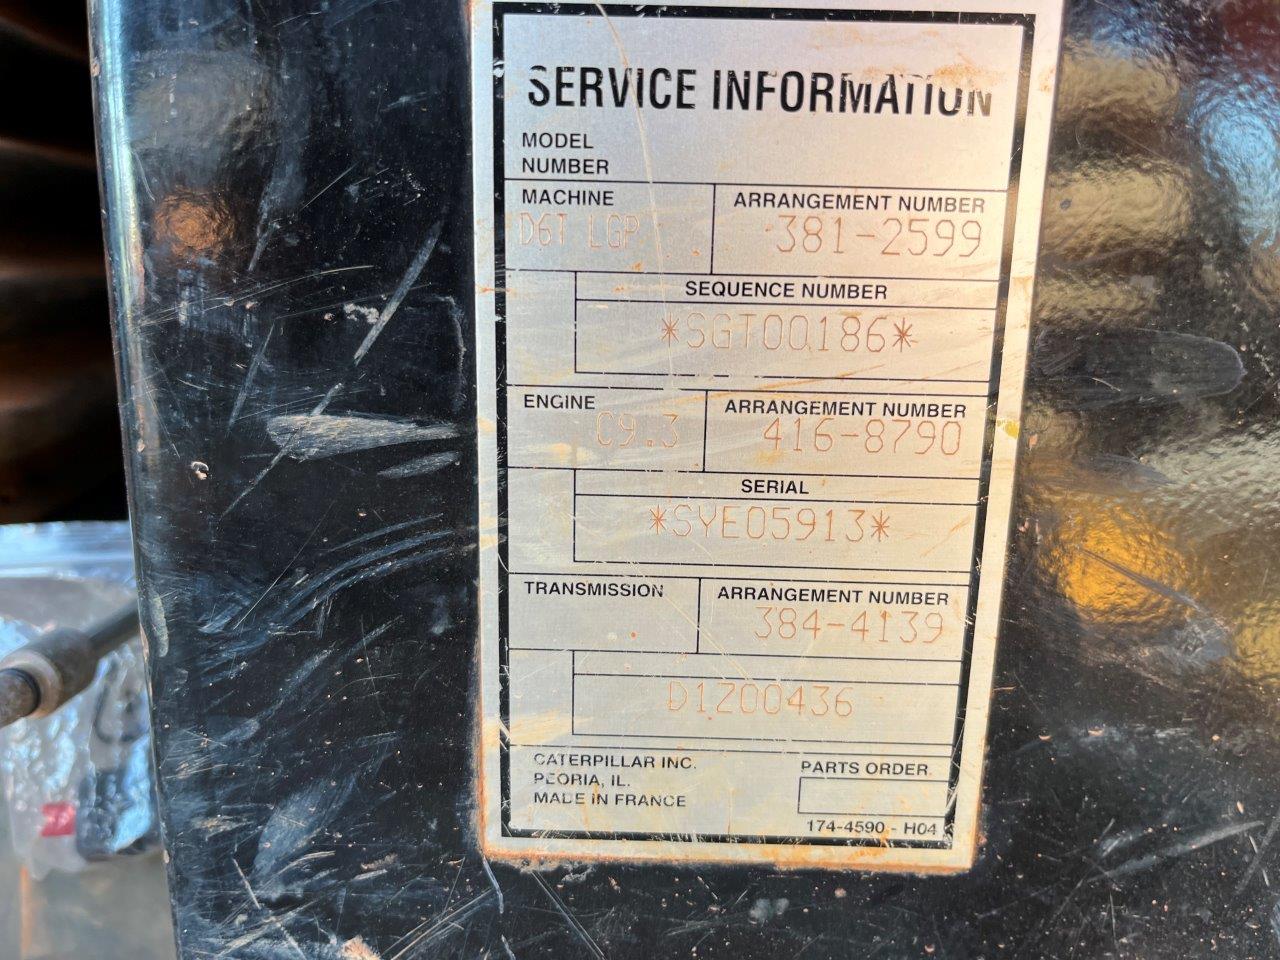 SERVICE INFORMATION
MODEL
NUMBER
MACHINE
D6T LGP
ARRANGEMENT NUMBER
381-2599
SEQUENCE NUMBER
*SGT00186*
ENGINE
C9.3
ARRANGEMENT NUMBER
416-8790
SERIAL
*SYE05913*
TRANSMISSION
ARRANGEMENT NUMBER
384-4139
D1Z00436
CATERPILLAR INC.
PEORIA, IL.
MADE IN FRANCE
PARTS ORDER
174-4590 - H04